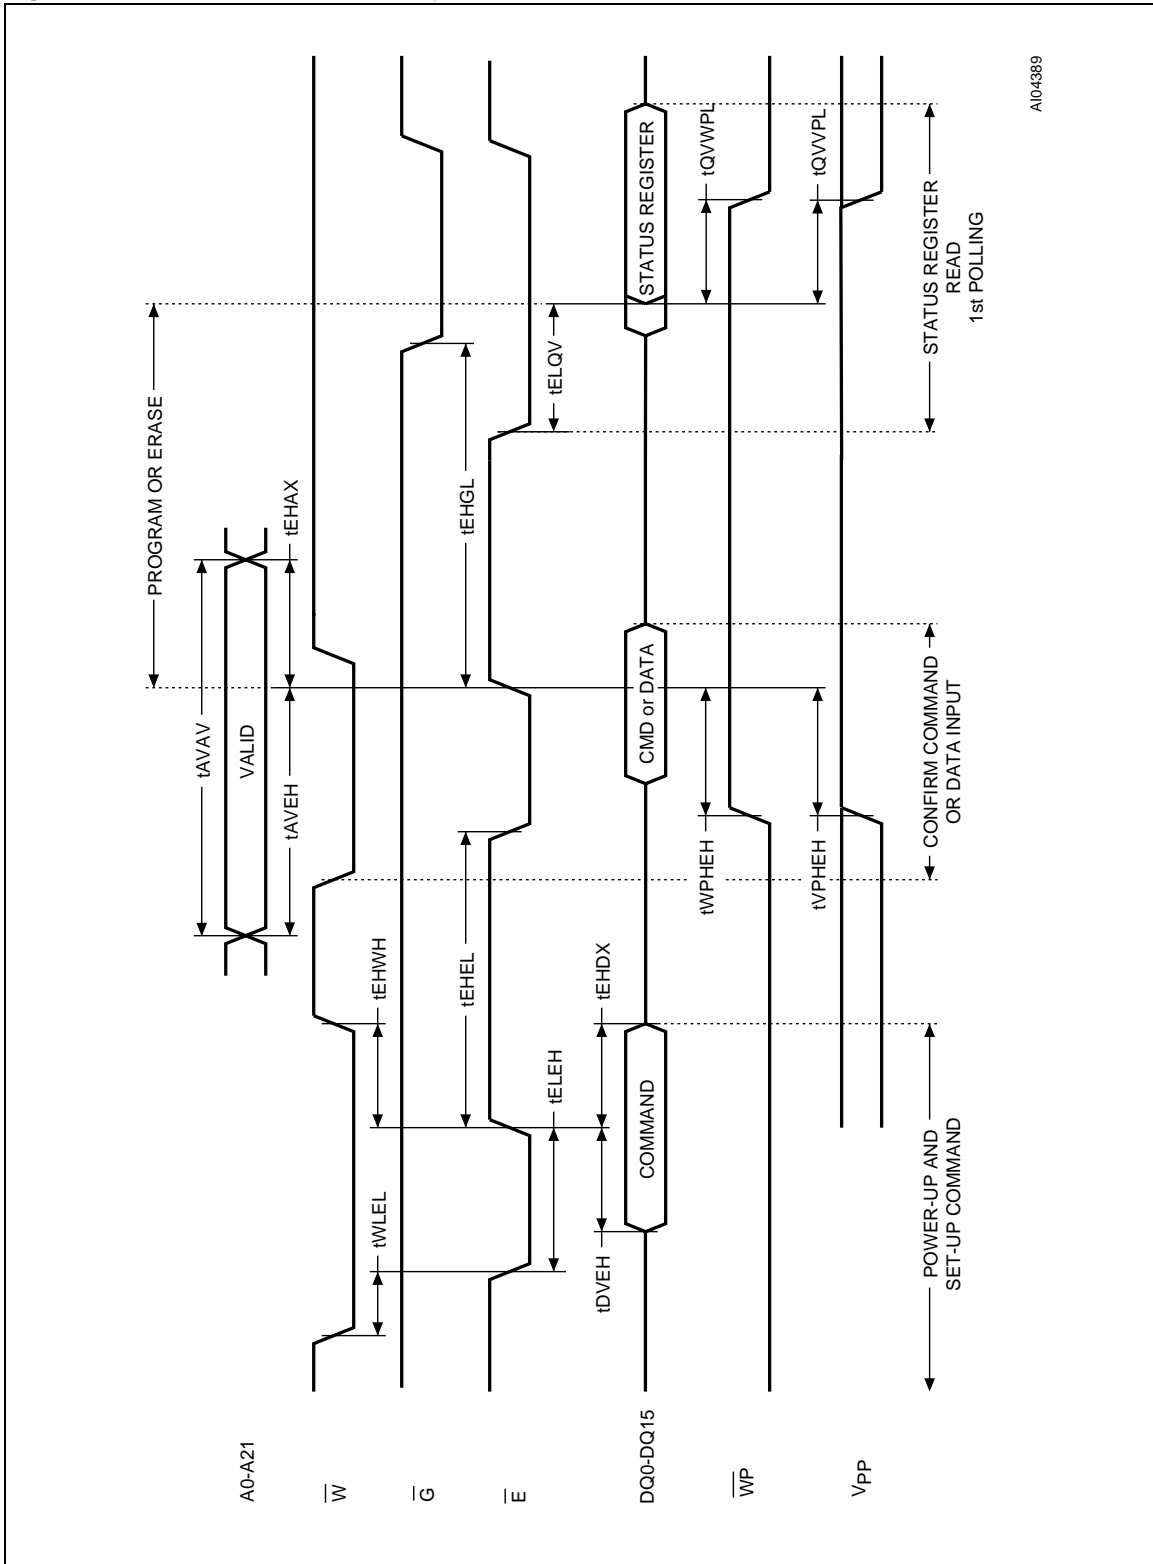 PROGRAM OR ERASE
tAVAV
A0-A21
VALID
tAVEH
tEHAX
W
tWLEL
tEHWH
G
tEHEL
tEHGL
E
tELEH
tELQV
tDVEH
tEHDX
DQ0-DQ15
COMMAND
CMD or DATA
STATUS REGISTER
tWPHEH
tQVWPL
WP
tVPHEH
tQVVPL
VPP
POWER-UP AND
SET-UP COMMAND
CONFIRM COMMAND
OR DATA INPUT
STATUS REGISTER
READ
1st POLLING
AI04389